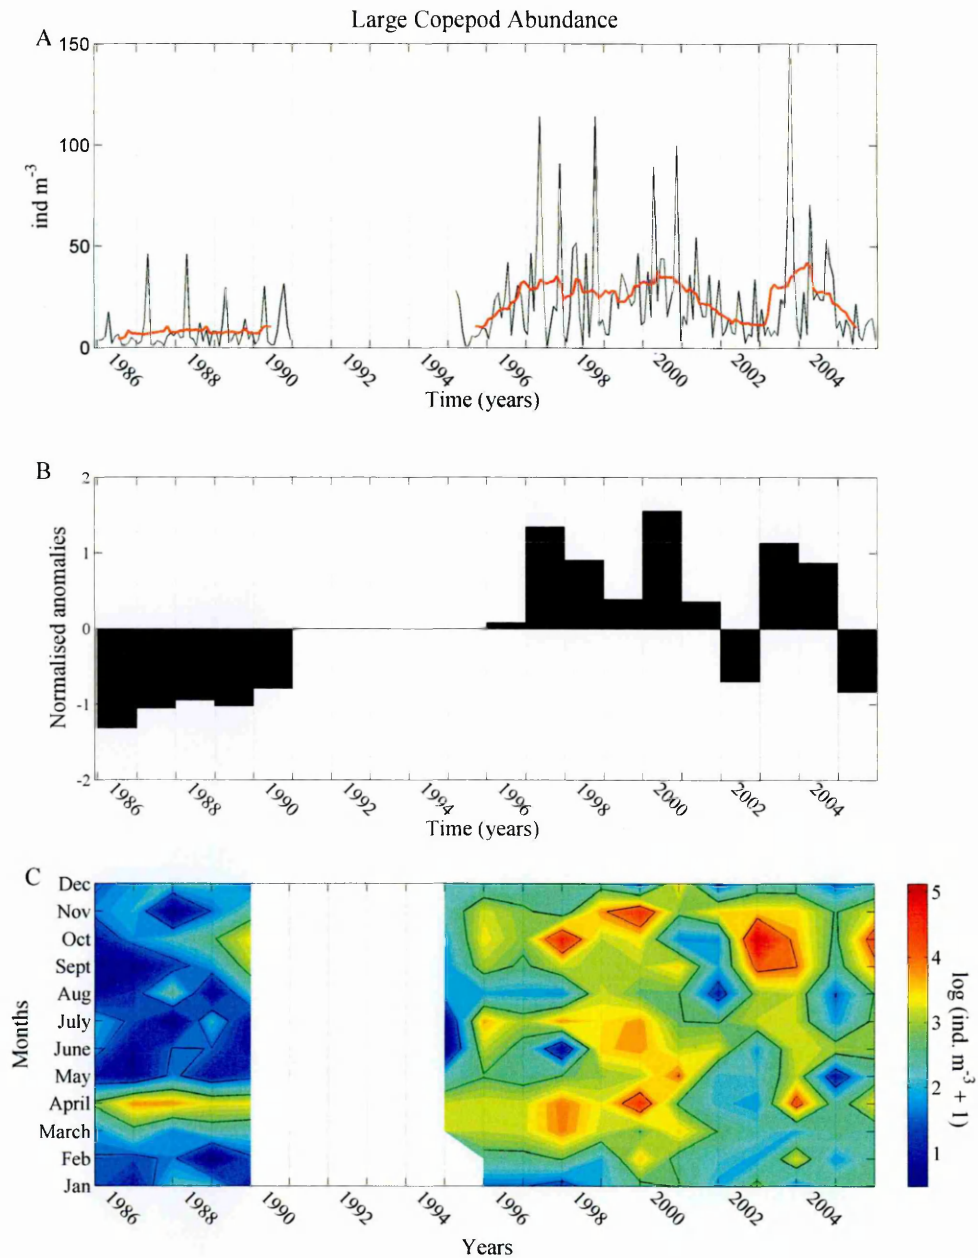 Large Copepod Abundance
A
150
100
50
0
ind m-3
1986 1988 1990 1992 1994 1996 1998 2000 2002 2004
Time (years)
B
2
1
0
-1
-2
Normalised anomalies
1986 1988 1990 1992 1994 1996 1998 2000 2002 2004
Time (years)
C
Dec
Nov
Oct
Sept
Aug
July
June
May
April
March
Feb
Jan
Months
1986 1988 1990 1992 1994 1996 1998 2000 2002 2004
Years
5
4
3
2
1
log (ind. m-3 + 1)